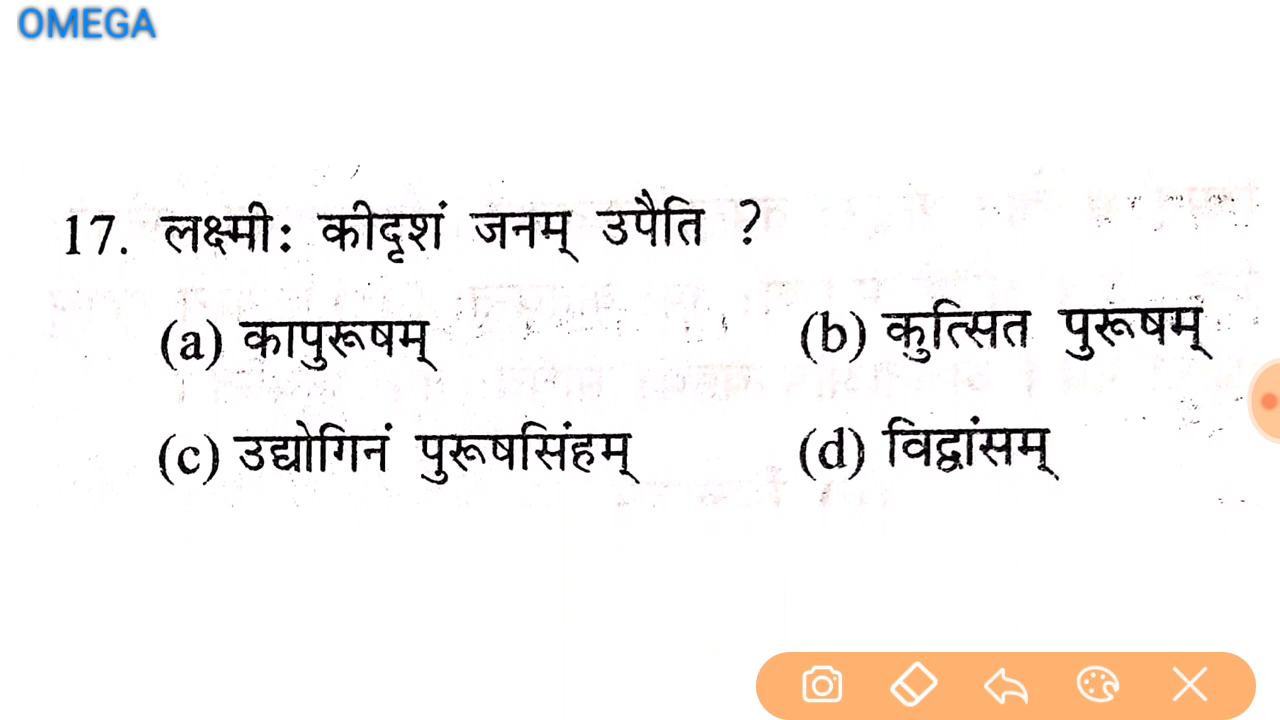 OMEGA
17. लक्ष्मीः कीदृशं जनम् उपैति ?
(a) कापुरूषम् (b) कुत्सित पुरूषम्
(c) उद्योगिनं पुरूषसिंहम् (d) विद्वांसम्